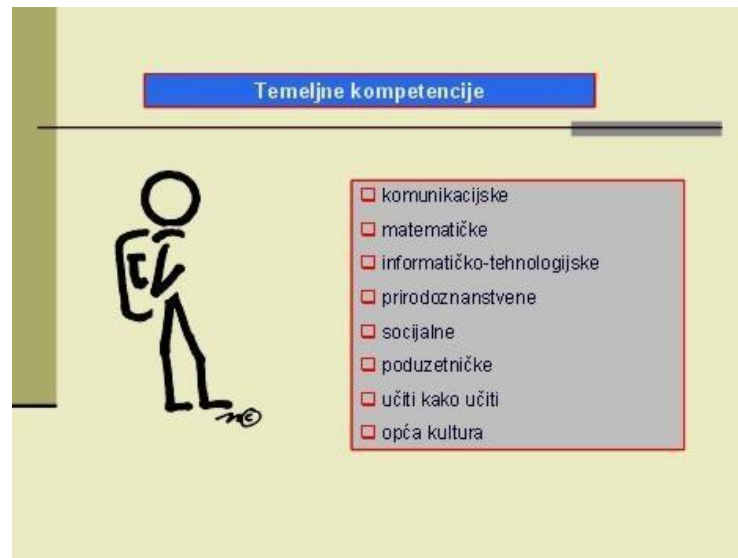 Temeljne kompetencije
komunikacijske
matematičke
informatičko-tehnologijske
prirodoznanstvene
socijalne
poduzetničke
učiti kako učiti
opća kultura